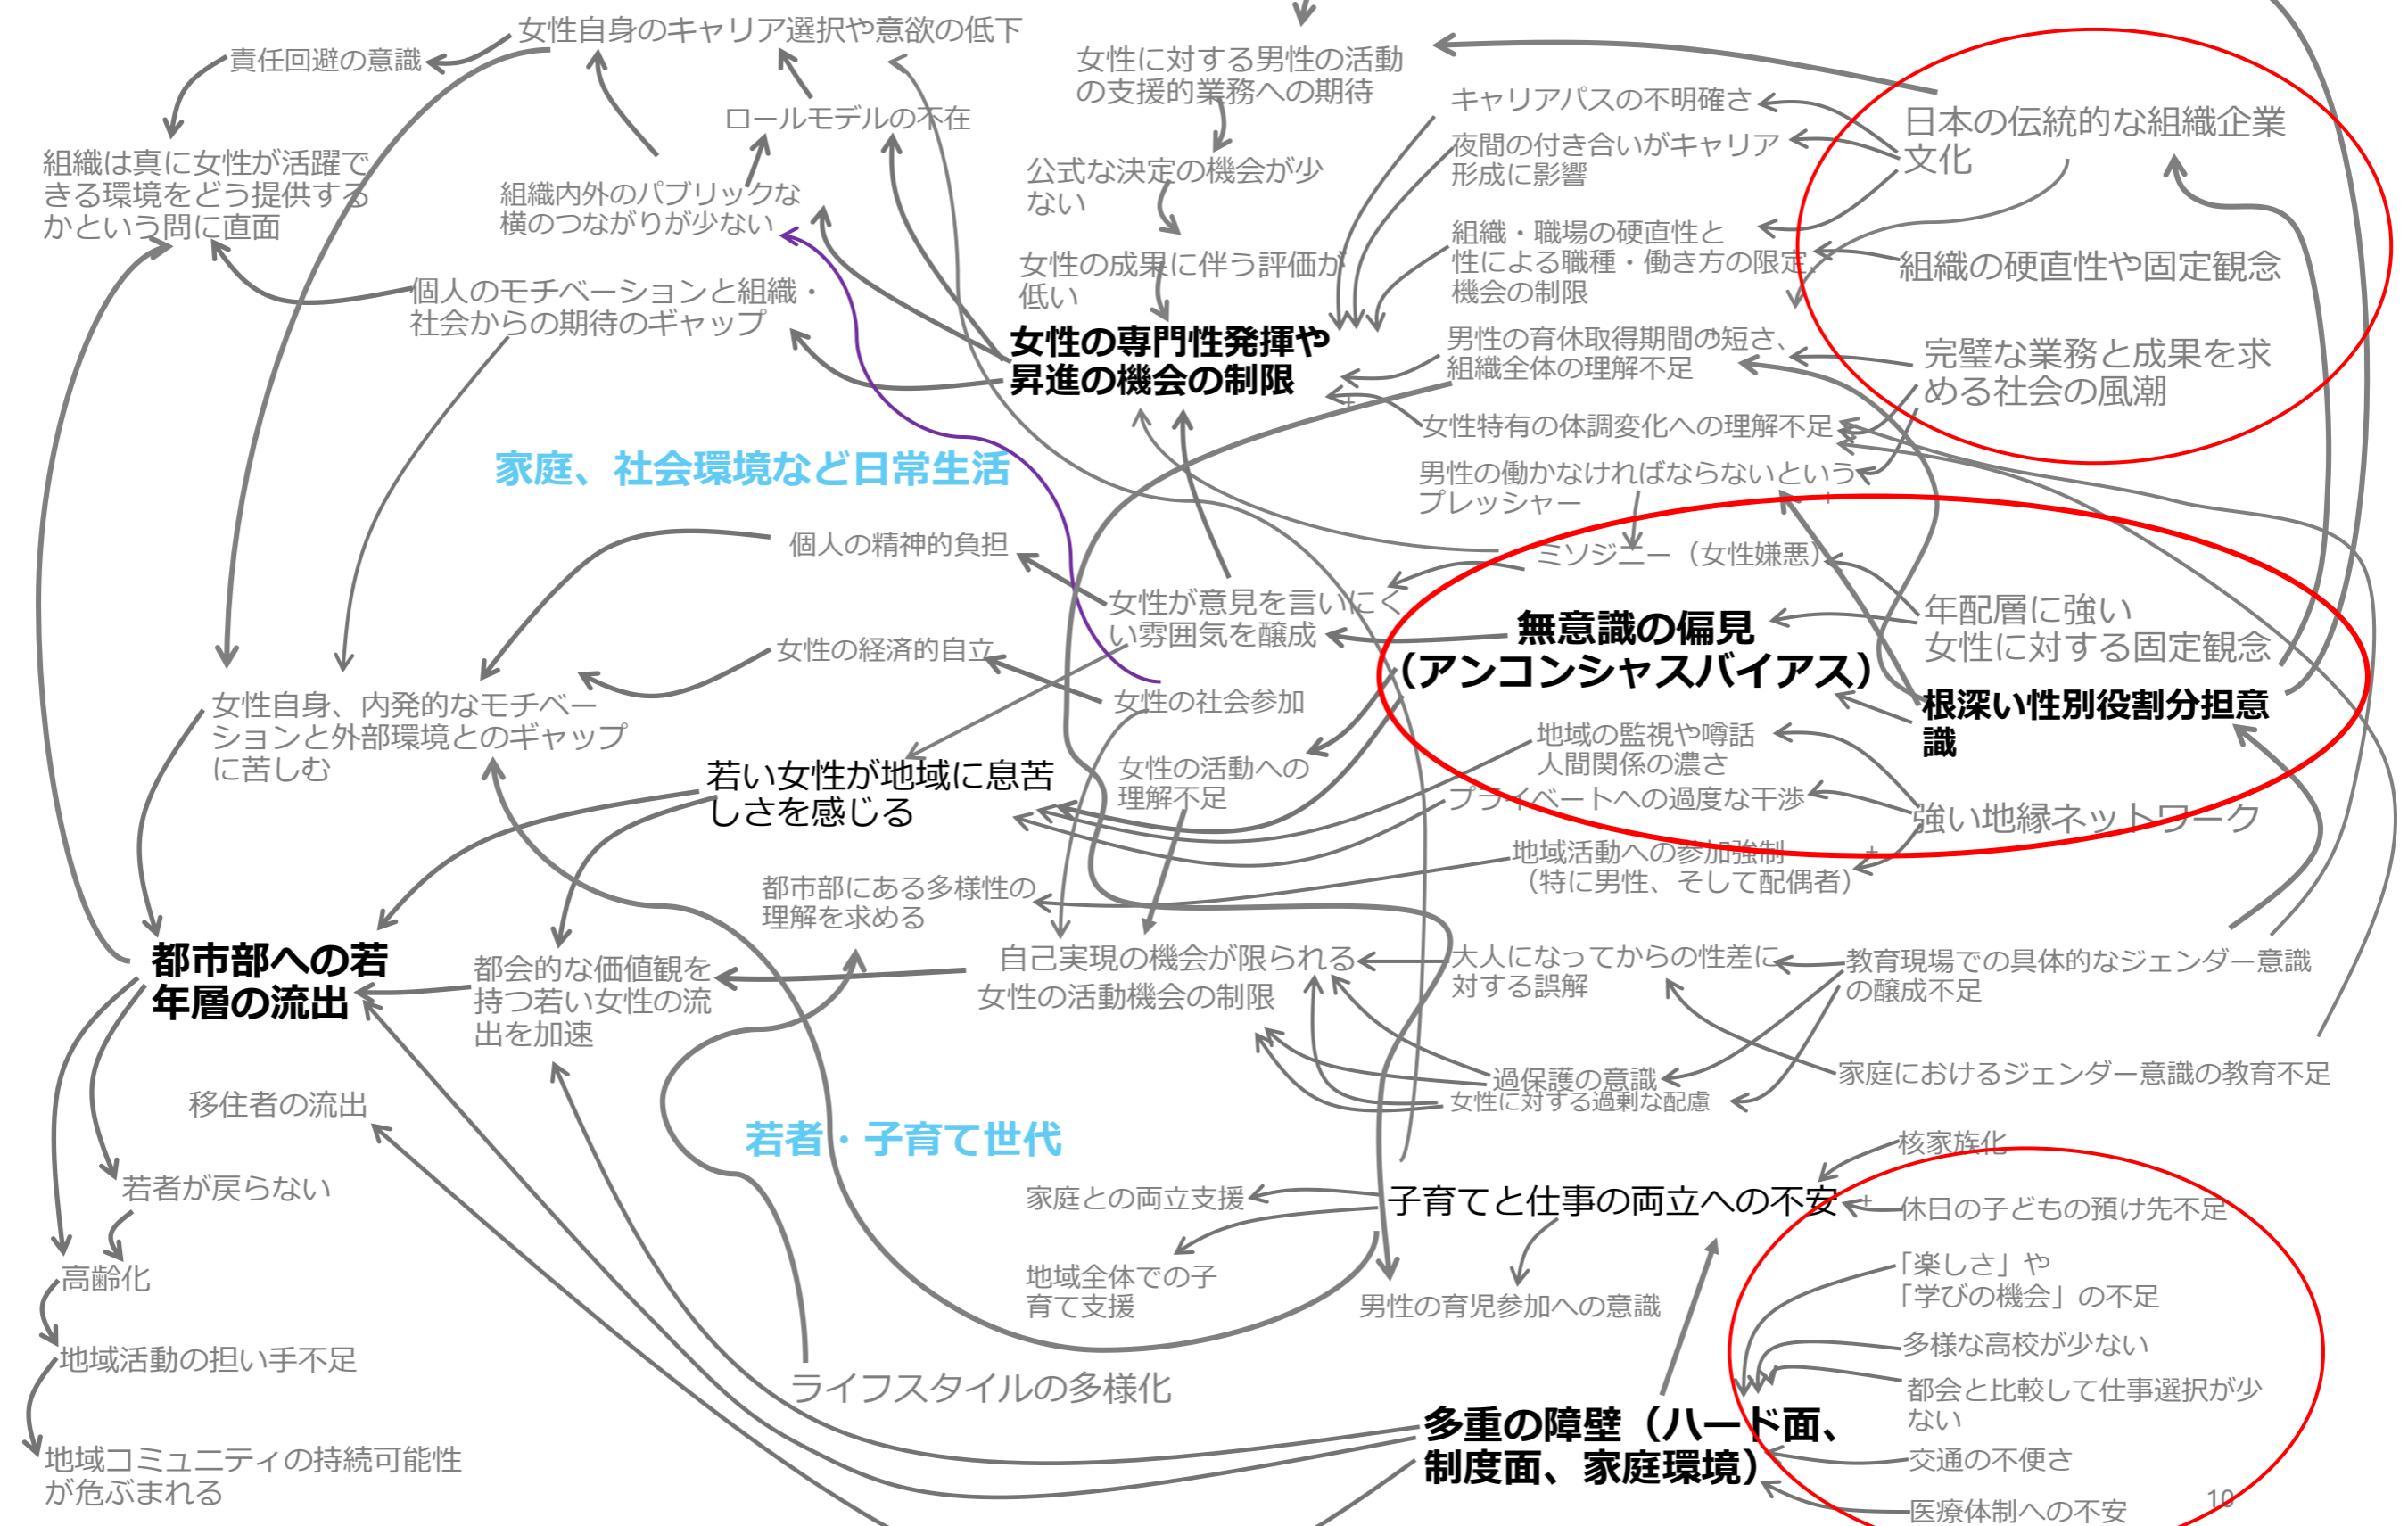 女性自身のキャリア選択や意欲の低下
責任回避の意識
ロールモデルの不在
組織は真に女性が活躍で
きる環境をどう提供する
かという問に直面
組織内外のパブリックな
横のつながりが少ない
個人のモチベーションと組織・
社会からの期待のギャップ
女性に対する男性の活動
の支援的業務への期待
公式な決定の機会が少
ない
女性の成果に伴う評価が
低い
女性の専門性発揮や
昇進の機会の制限
キャリアパスの不明確さ
夜間の付き合いがキャリア
形成に影響
組織・職場の硬直性と
性による職種・働き方の限定、
機会の制限
男性の育休取得期間の短さ、
組織全体の理解不足
+
女性特有の体調変化への理解不足
男性の働かなければならないという
プレッシャー
+
日本の伝統的な組織企業
文化
組織の硬直性や固定観念
完璧な業務と成果を求
める社会の風潮
家庭、社会環境など日常生活
個人の精神的負担
女性の経済的自立
女性が意見を言いにく
い雰囲気を醸成
女性の社会参加
ミソジニー（女性嫌悪）
無意識の偏見
（アンコンシャスバイアス）
年配層に強い
女性に対する固定観念
根深い性別役割分担意
識
女性自身、内発的なモチベー
ションと外部環境とのギャップ
に苦しむ
若い女性が地域に息苦
しさを感じる
女性の活動への
理解不足
地域の監視や噂話
人間関係の濃さ
プライベートへの過度な干渉
強い地縁ネットワーク
地域活動への参加強制
+
（特に男性、そして配偶者）
都市部にある多様性の
理解を求める
都市部への若
年層の流出
都会的な価値観を
持つ若い女性の流
出を加速
自己実現の機会が限られる
女性の活動機会の制限
大人になってからの性差に
対する誤解
教育現場での具体的なジェンダー意識
の醸成不足
過保護の意識
女性に対する過剰な配慮
家庭におけるジェンダー意識の教育不足
移住者の流出
若者・子育て世代
若者が戻らない
高齢化
地域活動の担い手不足
地域コミュニティの持続可能性
が危ぶまれる
家庭との両立支援
地域全体での子
育て支援
子育てと仕事の両立への不安
男性の育児参加への意識
ライフスタイルの多様化
核家族化
+
休日の子どもの預け先不足
「楽しさ」や
「学びの機会」の不足
多様な高校が少ない
都会と比較して仕事選択が少
ない
交通の不便さ
医療体制への不安
多重の障壁（ハード面、
制度面、家庭環境）
10